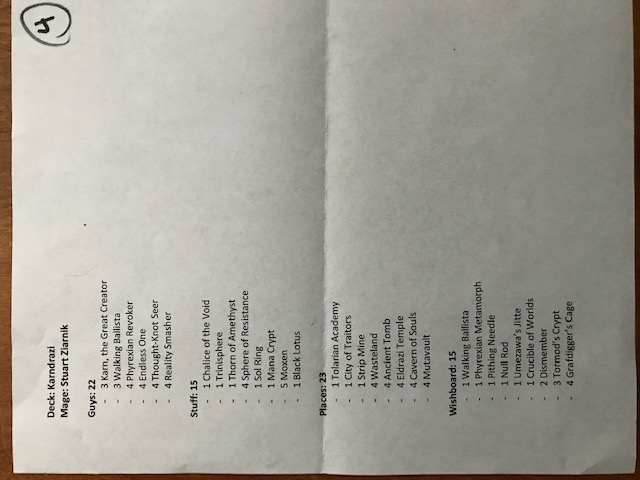 4
Deck: Karndrazi
Mage: Stuart Ziarnik
Guys: 22
- 3 Karn, the Great Creator
- 3 Walking Ballista
- 4 Phyrexian Revoker
- 4 Endless One
- 4 Thought-Knot Seer
- 4 Reality Smasher
Stuff: 15
- 1 Chalice of the Void
- 1 Trinisphere
- 1 Thorn of Amethyst
- 4 Sphere of Resistance
- 1 Sol Ring
- 1 Mana Crypt
- 5 Moxen
- 1 Black Lotus
Places: 23
- 1 Tolarian Academy
- 1 City of Traitors
- 1 Strip Mine
- 4 Wasteland
- 4 Ancient Tomb
- 4 Eldrazi Temple
- 4 Cavern of Souls
- 4 Mutavault
Wishboard: 15
- 1 Walking Ballista
- 1 Phyrexian Metamorph
- 1 Pithing Needle
- 1 Null Rod
- 1 Umezawa's Jitte
- 1 Crucible of Worlds
- 2 Dismember
- 3 Tormod's Crypt
- 4 Grafdigger's Cage